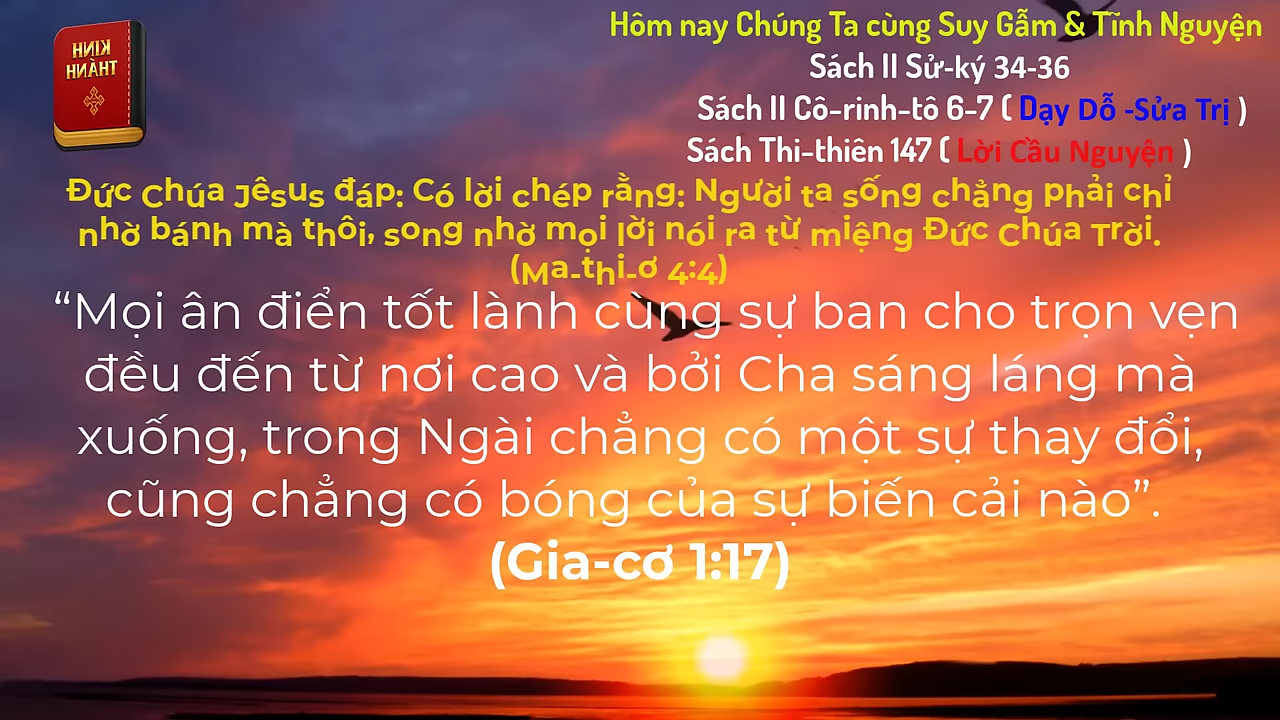 KINH
THÁNH
Hôm nay Chúng Ta cùng Suy Gẫm & Tĩnh Nguyện
Sách II Sử-ký 34-36
Sách II Cô-rinh-tô 6-7 ( Dạy Dỗ -Sửa Trị )
Sách Thi-thiên 147 ( Lời Cầu Nguyện )
Đức Chúa Jêsus đáp: Có lời chép rằng: Người ta sống chẳng phải chỉ
nhờ bánh mà thôi, song nhờ mọi lời nói ra từ miệng Đức Chúa Trời.
(Ma-thi-ơ 4:4)
“Mọi ân điển tốt lành cùng sự ban cho trọn vẹn
đều đến từ nơi cao và bởi Cha sáng láng mà
xuống, trong Ngài chẳng có một sự thay đổi,
cũng chẳng có bóng của sự biến cải nào”.
(Gia-cơ 1:17)